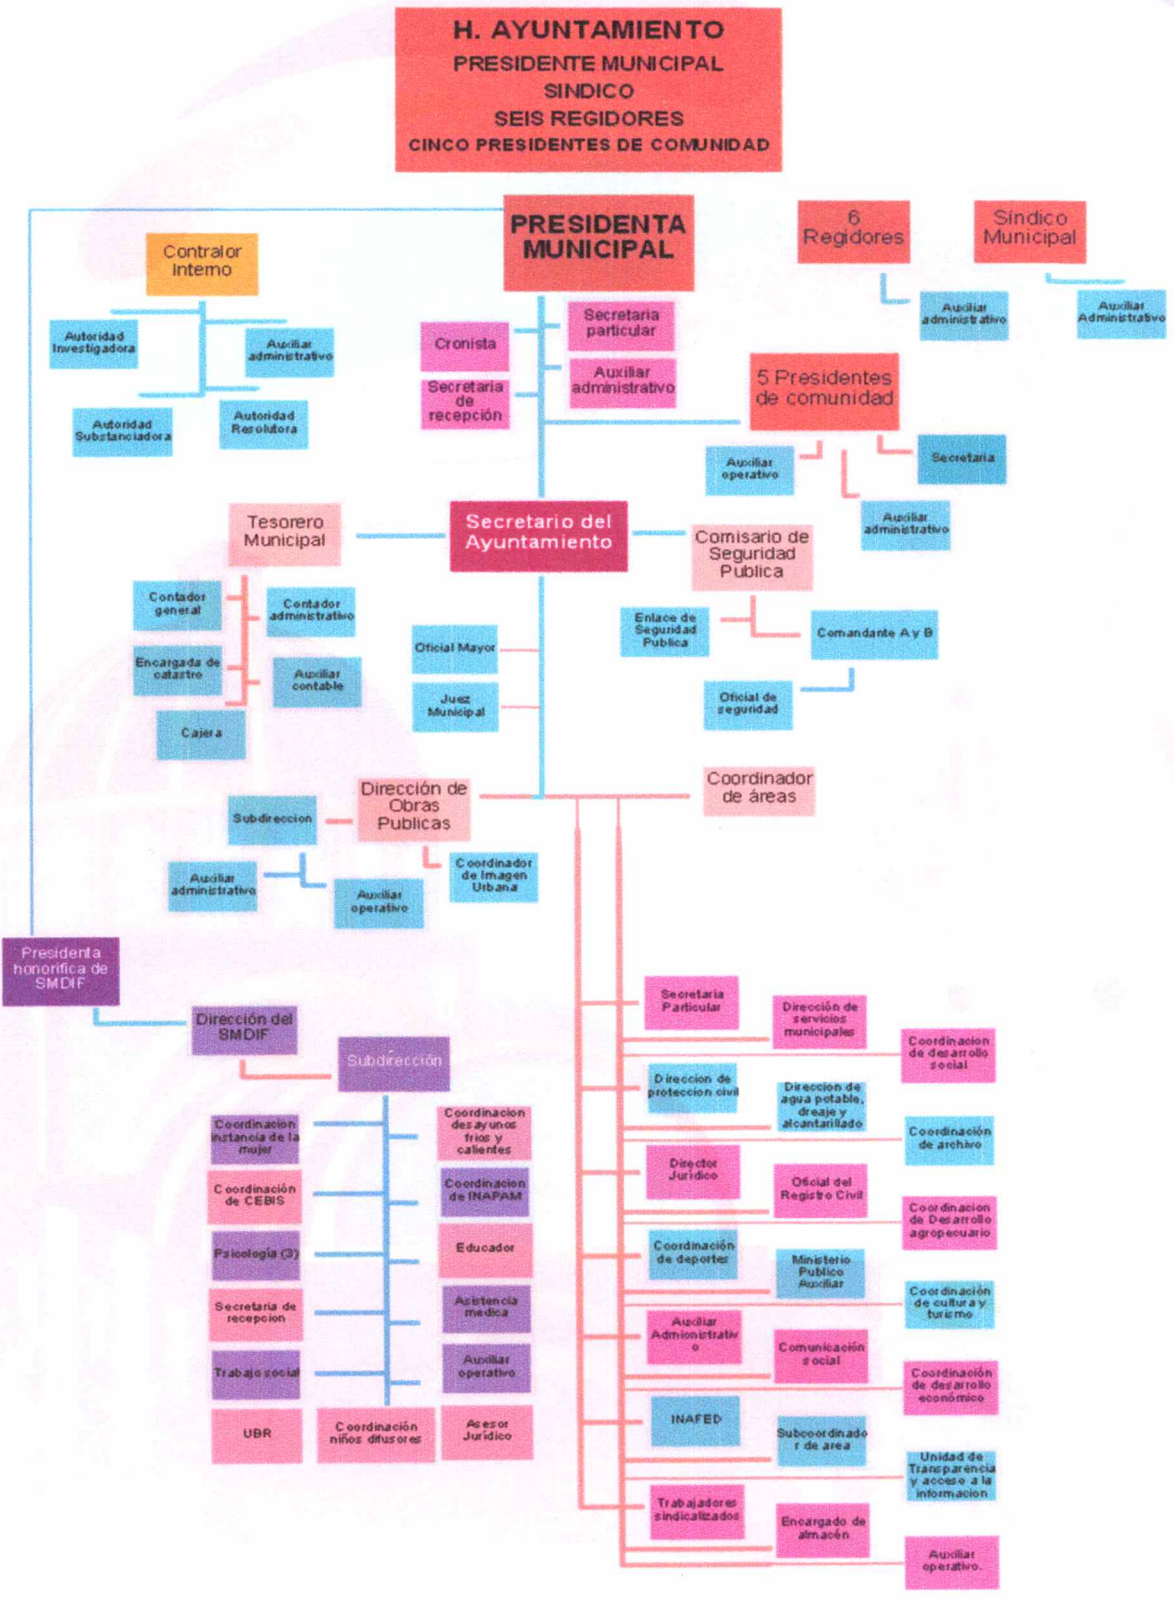 H. AYUNTAMIENTO
PRESIDENTE MUNICIPAL
SINDICO
SEIS REGIDORES
CINCO PRESIDENTES DE COMUNIDAD
PRESIDENTA
MUNICIPAL
6
Regidores
Síndico
Municipal
Contralor
Interno
Auxiliar
administrativo
Auxiliar
Administrativo
Autoridad
Investigadora
Auxiliar
administrativo
Autoridad
Substanciadora
Autoridad
Resolutora
Cronista
Secretaria
particular
Secretaria
de
recepción
Auxiliar
administrativo
5 Presidentes
de comunidad
Auxiliar
operativo
Secretaria
Auxiliar
administrativo
Tesorero
Municipal
Secretario del
Ayuntamiento
Comisario de
Seguridad
Publica
Contador
general
Contador
administrativo
Encargada de
catastro
Auxiliar
contable
Cajera
Oficial Mayor
Juez
Municipal
Enlace de
Seguridad
Publica
Comandante A y B
Oficial de
seguridad
Dirección de
Obras
Publicas
Coordinador
de áreas
Subdireccion
Auxiliar
administrativo
Auxiliar
operativo
Coordinador
de Imagen
Urbana
Presidenta
honorifica de
SMDIF
Dirección del
SMDIF
Subdirección
Coordinacion
instancia de la
mujer
Coordinacion
desayunos
frios y
calientes
Coordinación
de CEBIS
Coordinacion
de INAPAM
Psicología (3)
Educador
Secretaria de
recepcion
Asistencia
medica
Trabajo social
Auxiliar
operativo
UBR
Coordinación
niños difusores
Asesor
Jurídico
Secretaria
Particular
Dirección de
servicios
municipales
Coordinacion
de desarrollo
social
Direccion de
proteccion civil
Direccion de
agua potable,
dreaje y
alcantarillado
Coordinación
de archivo
Director
Jurídico
Oficial del
Registro Civil
Coordinacion
de Desarrollo
agropecuario
Coordinación
de deportes
Ministerio
Publico
Auxiliar
Coordinación
de cultura y
turismo
Auxiliar
Admionistrativ
o
Comunicación
social
Coordinación
de desarrollo
económico
INAFED
Subcoordinado
r de area
Unidad de
Transparencia
y acceso a la
informacion
Trabajadores
sindicalizados
Encargado de
almacén
Auxiliar
operativo.